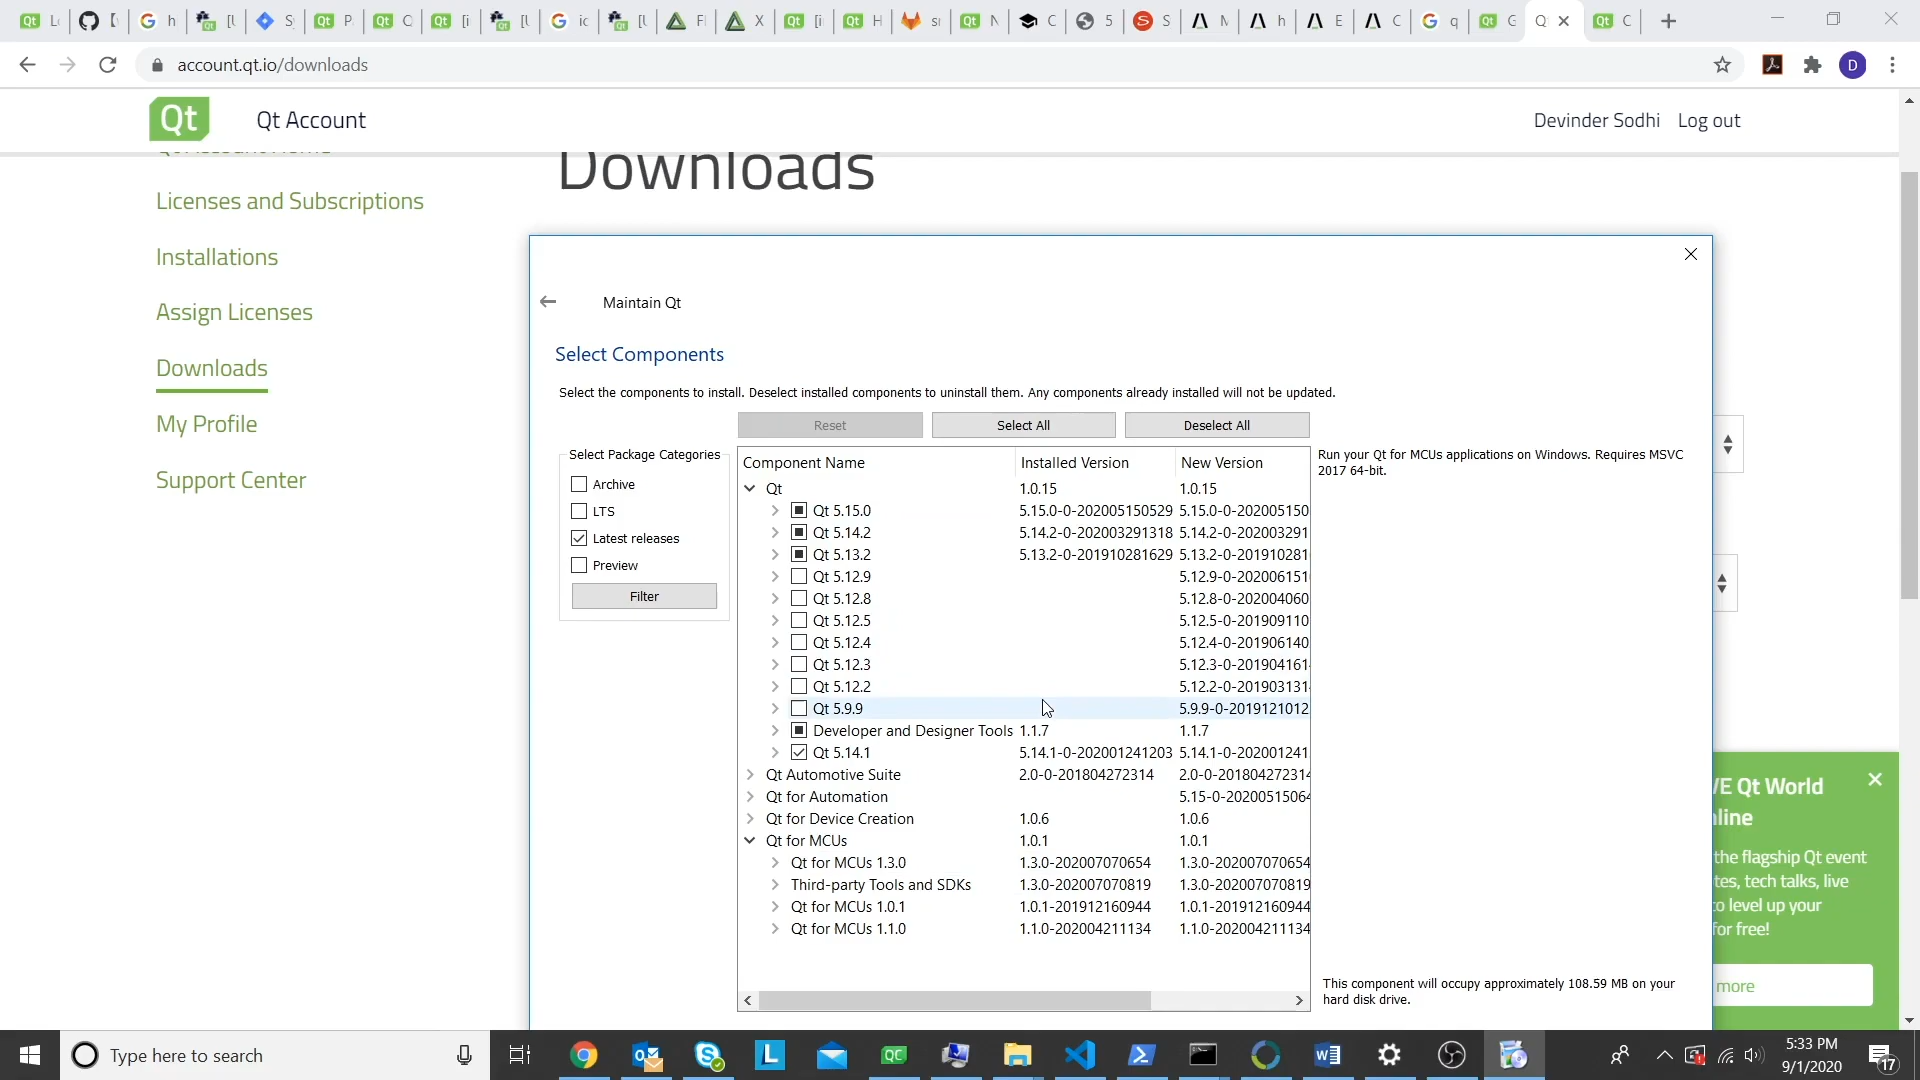 account.qt.io/downloads
D
Qt
Qt Account
Devinder Sodhi
Log out
Downloads
Licenses and Subscriptions
Installations
Assign Licenses
Downloads
My Profile
Support Center
Maintain Qt
Select Components
Select the components to install. Deselect installed components to uninstall them. Any components already installed will not be updated.
Reset
Select All
Deselect All
Select Package Categories
Archive
LTS
Latest releases
Preview
Filter
Component Name Installed Version New Version
Qt 1.0.15 1.0.15
Qt 5.15.0 5.15.0-0-202005150529 5.15.0-0-202005150
Qt 5.14.2 5.14.2-0-202003291318 5.14.2-0-202003291
Qt 5.13.2 5.13.2-0-201910281629 5.13.2-0-201910281
Qt 5.12.9 5.12.9-0-202006151
Qt 5.12.8 5.12.8-0-202004060
Qt 5.12.5 5.12.5-0-201909110
Qt 5.12.4 5.12.4-0-201906140
Qt 5.12.3 5.12.3-0-201904161
Qt 5.12.2 5.12.2-0-201903131
Qt 5.9.9 5.9.9-0-2019121012
Developer and Designer Tools 1.1.7 1.1.7
Qt 5.14.1 5.14.1-0-202001241203 5.14.1-0-202001241
Qt Automotive Suite 2.0-0-201804272314 2.0-0-201804272314
Qt for Automation 5.15-0-20200515064
Qt for Device Creation 1.0.6 1.0.6
Qt for MCUs 1.0.1 1.0.1
Qt for MCUs 1.3.0 1.3.0-202007070654 1.3.0-202007070654
Third-party Tools and SDKs 1.3.0-202007070819 1.3.0-202007070819
Qt for MCUs 1.0.1 1.0.1-201912160944 1.0.1-201912160944
Qt for MCUs 1.1.0 1.1.0-202004211134 1.1.0-202004211134
Run your Qt for MCUs applications on Windows. Requires MSVC
2017 64-bit.
This component will occupy approximately 108.59 MB on your
hard disk drive.
VE Qt World
nline
the flagship Qt event
tes, tech talks, live
to level up your
for free!
more
Type here to search
5:33 PM
9/1/2020
17